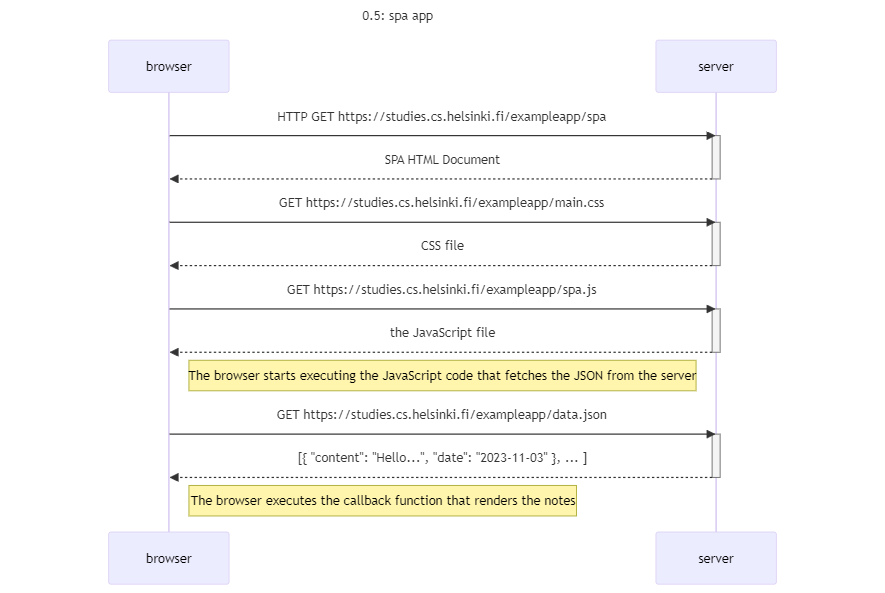 0.5: spa app
browser
server
HTTP GET https://studies.cs.helsinki.fi/exampleapp/spa
SPA HTML Document
GET https://studies.cs.helsinki.fi/exampleapp/main.css
CSS file
GET https://studies.cs.helsinki.fi/exampleapp/spa.js
the JavaScript file
The browser starts executing the JavaScript code that fetches the JSON from the server
GET https://studies.cs.helsinki.fi/exampleapp/data.json
[{ "content": "Hello...", "date": "2023-11-03" }, ... ]
The browser executes the callback function that renders the notes
browser
server